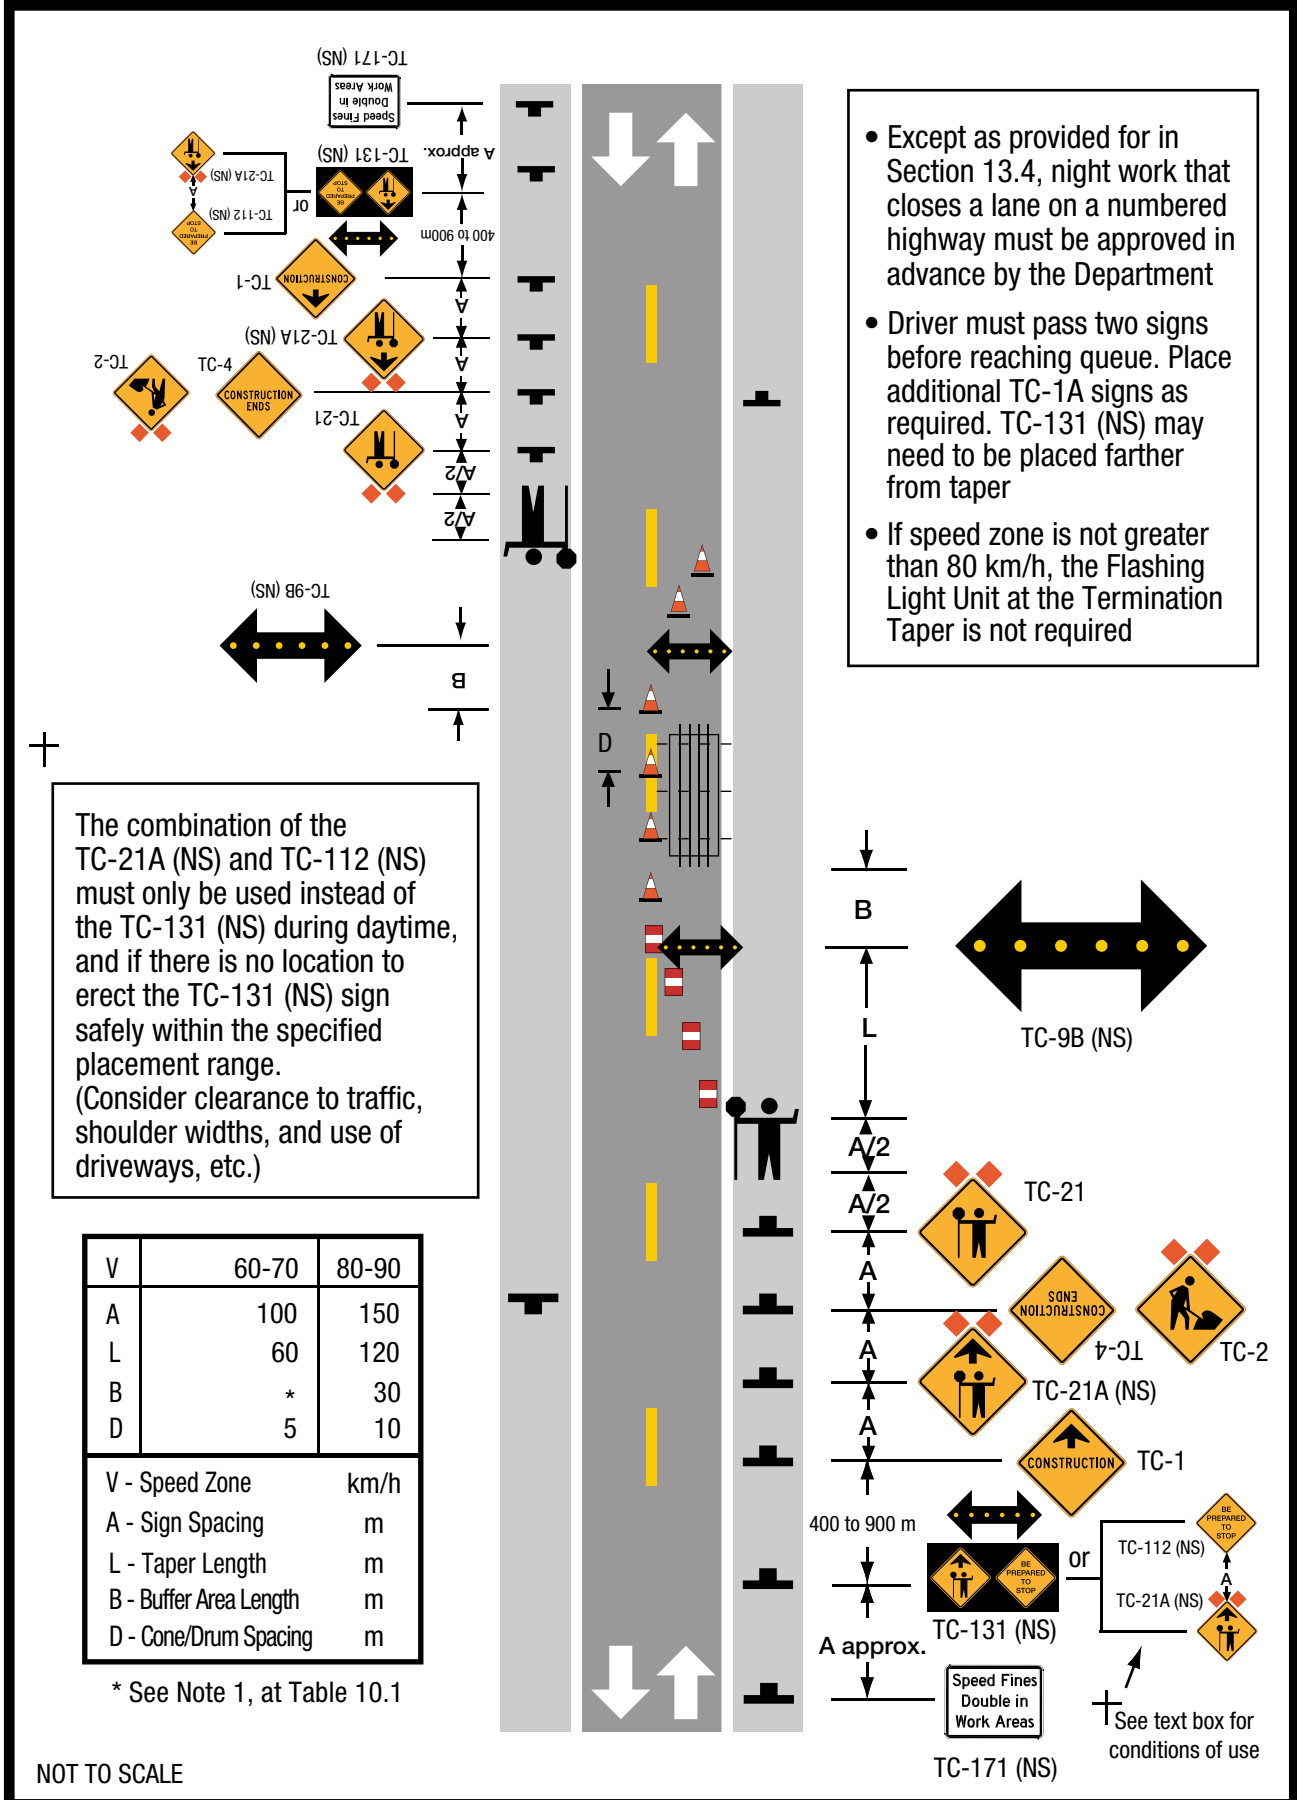 TC-171 (NS)
Speed Fines
Double in
Work Areas
A approx.
TC-131 (NS)
BE
PREPARED
TO
STOP
or
TC-21A (NS)
A
TC-112 (NS)
BE
PREPARED
TO
STOP
400 to 900m
TC-1
CONSTRUCTION
A
TC-21A (NS)
A
TC-2
TC-4
CONSTRUCTION
ENDS
A
TC-21
A/2
A/2
TC-9B (NS)
B
D
• Except as provided for in
Section 13.4, night work that
closes a lane on a numbered
highway must be approved in
advance by the Department
• Driver must pass two signs
before reaching queue. Place
additional TC-1A signs as
required. TC-131 (NS) may
need to be placed farther
from taper
• If speed zone is not greater
than 80 km/h, the Flashing
Light Unit at the Termination
Taper is not required
The combination of the
TC-21A (NS) and TC-112 (NS)
must only be used instead of
the TC-131 (NS) during daytime,
and if there is no location to
erect the TC-131 (NS) sign
safely within the specified
placement range.
(Consider clearance to traffic,
shoulder widths, and use of
driveways, etc.)
B
L
TC-9B (NS)
A/2
A/2
TC-21
A
CONSTRUCTION
ENDS
TC-4
TC-2
A
TC-21A (NS)
A
CONSTRUCTION
TC-1
400 to 900 m
BE
PREPARED
TO
STOP
TC-131 (NS)
or
BE
PREPARED
TO
STOP
TC-112 (NS)
A
TC-21A (NS)
A approx.
Speed Fines
Double in
Work Areas
TC-171 (NS)
See text box for
conditions of use
V 60-70 80-90
A 100 150
L 60 120
B * 30
D 5 10
V - Speed Zone km/h
A - Sign Spacing m
L - Taper Length m
B - Buffer Area Length m
D - Cone/Drum Spacing m
* See Note 1, at Table 10.1
NOT TO SCALE